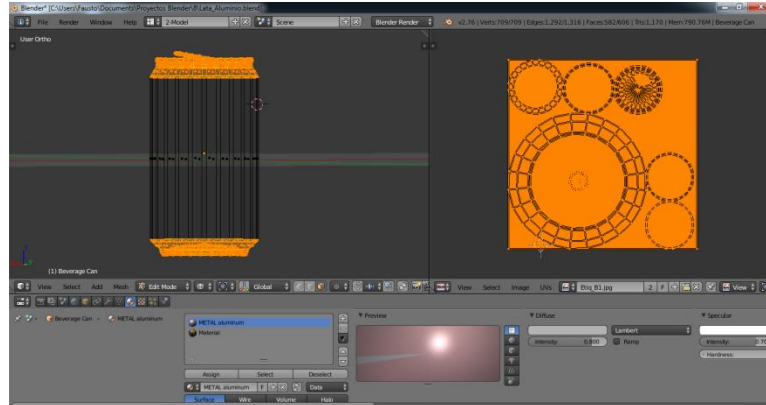 Blender* [C:\Users\Fausto\Documents\Proyectos Blender\8\Lata_Aluminio.blend]
File Render Window Help 2-Model Scene Blender Render v2.76 | Verts:709/709 | Edges:1,292/1,316 | Faces:582/606 | Tris:1,170 | Mem:790.76M | Beverage Can
User Ortho
(1) Beverage Can
View Select Add Mesh Edit Mode Global View Select Image UVs Etiq_B1.jpg 2 F View
Beverage Can METAL aluminum
METAL aluminum
Material
Assign Select Deselect
METAL aluminum F Data
Surface Wire Volume Halo
Preview
Diffuse
Lambert
Intensity: 0.800 Ramp
Specular
Intensity: 0.70
Hardness: